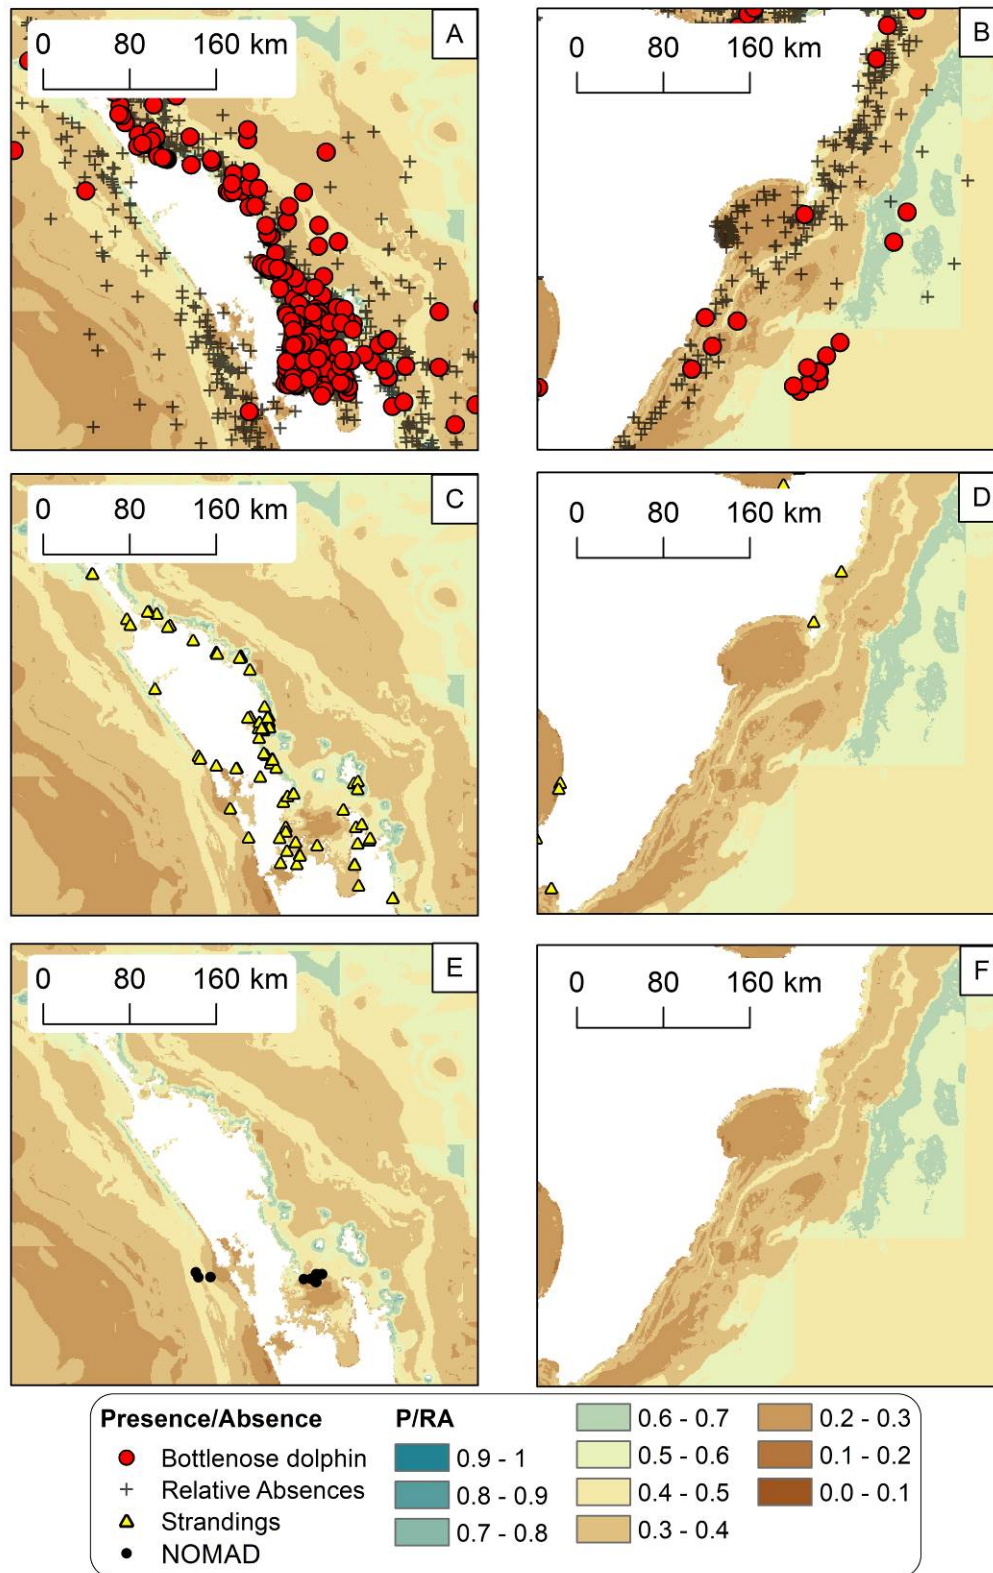 0 80 160 km A
0 80 160 km B
0 80 160 km C
0 80 160 km D
0 80 160 km E
0 80 160 km F
Presence/Absence
Bottlenose dolphin
Relative Absences
Strandings
NOMAD
P/RA
0.9 - 1
0.8 - 0.9
0.7 - 0.8
0.6 - 0.7
0.5 - 0.6
0.4 - 0.5
0.3 - 0.4
0.2 - 0.3
0.1 - 0.2
0.0 - 0.1